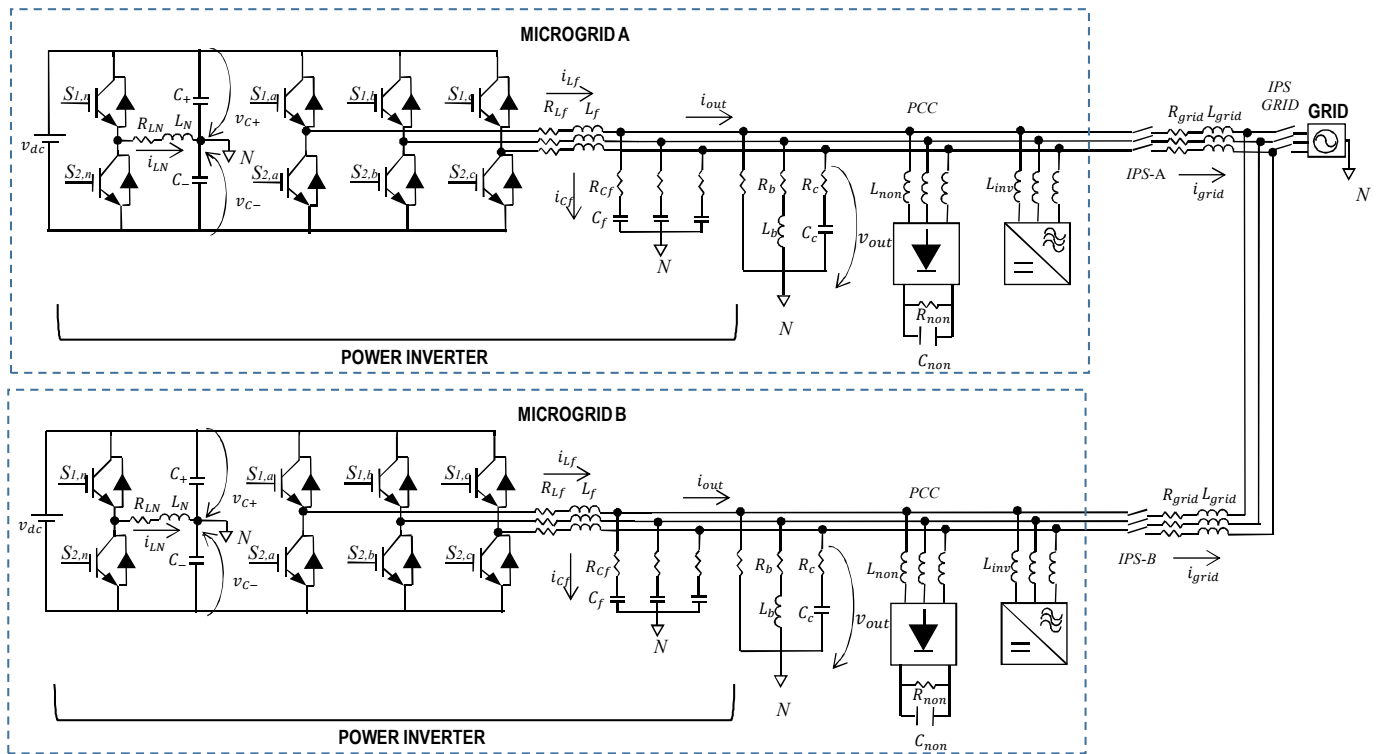 MICROGRID A
S1,n
S1,a
S1,b
S1,c
C+
vC+
RLN LN
iLN
N
vdc
S2,n
S2,a
S2,b
S2,c
C−
vC−
iLf
RLf Lf
iout
PCC
iCf
RCf
Cf
N
Rb
Rc
Lb
Cc
vout
N
Lnon
Linv
Rnon
Cnon
POWER INVERTER
IPS
GRID
GRID
Rgrid Lgrid
IPS-A
igrid
N
MICROGRID B
S1,n
S1,a
S1,b
S1,c
C+
vC+
RLN LN
iLN
N
vdc
S2,n
S2,a
S2,b
S2,c
C−
vC−
iLf
RLf Lf
iout
PCC
iCf
RCf
Cf
N
Rb
Rc
Lb
Cc
vout
N
Lnon
Linv
Rnon
Cnon
Rgrid Lgrid
IPS-B
igrid
POWER INVERTER